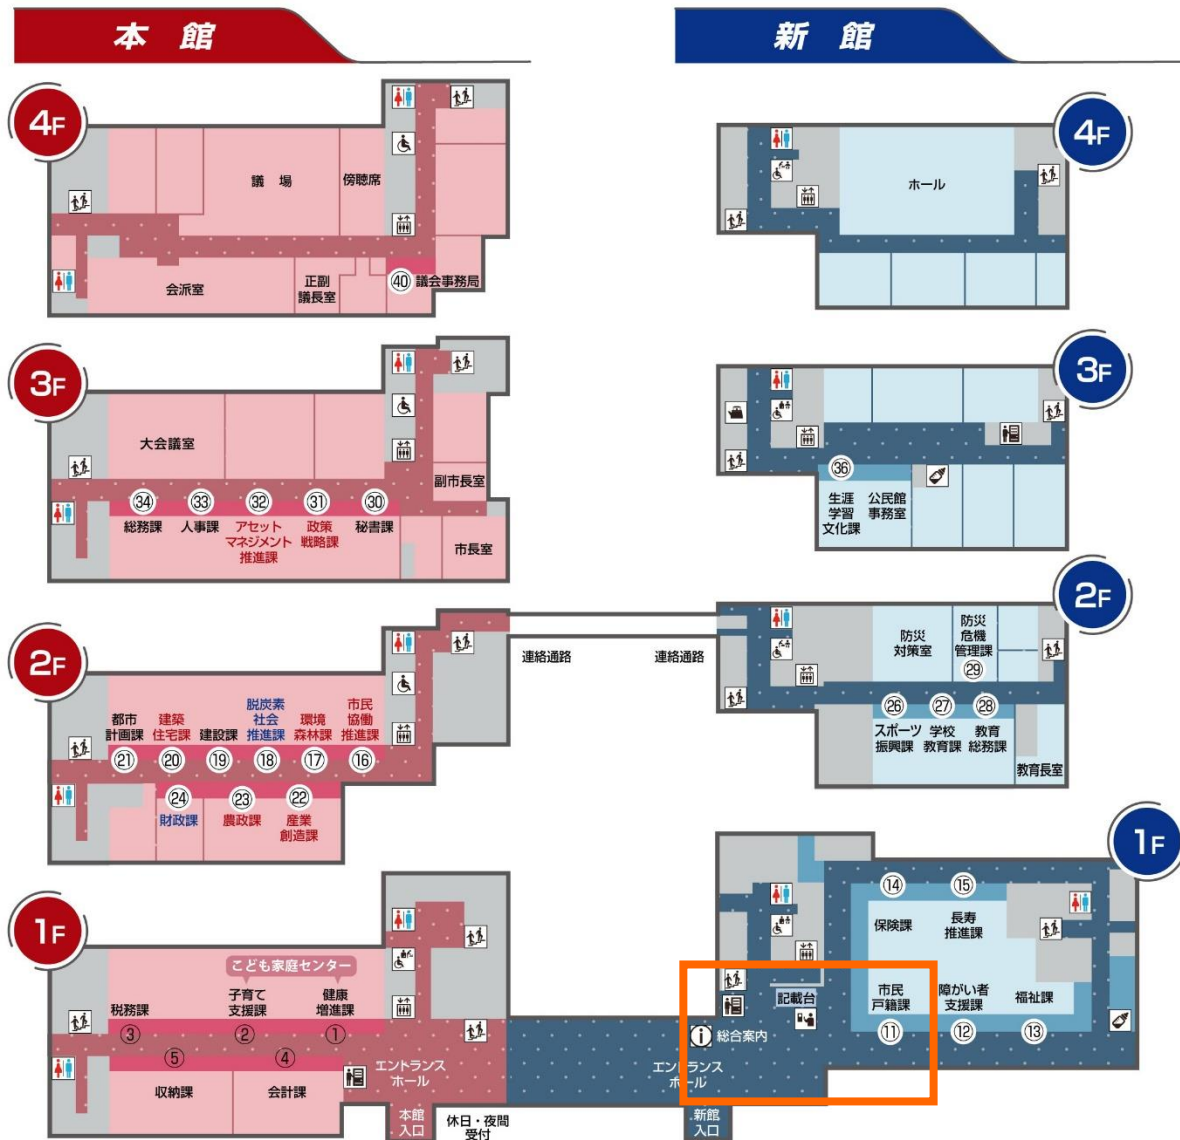 本 館
新 館
4F
議 場
傍聴席
会派室
正副
議長室
㊵ 議会事務局
4F
ホール
3F
大会議室
副市長室
㉞
㉝
㉜
㉛
㉚
総務課
人事課
アセット
マネジメント
推進課
政策
戦略課
秘書課
市長室
3F
㊱
生涯
学習
文化課
公民館
事務室
2F
連絡通路
連絡通路
都市
計画課
建築
住宅課
建設課
脱炭素
社会
推進課
環境
森林課
市民
協働
推進課
㉑
⑳
⑲
⑱
⑰
⑯
㉔
㉓
㉒
財政課
農政課
産業
創造課
2F
防災
対策室
防災
危機
管理課
㉙
㉖
㉗
㉘
スポーツ
振興課
学校
教育課
教育
総務課
教育長室
1F
こども家庭センター
税務課
子育て
支援課
健康
増進課
③
②
①
⑤
④
収納課
会計課
エントランス
ホール
本館
入口
休日・夜間
受付
1F
⑭
⑮
保険課
長寿
推進課
記載台
i 総合案内
市民
戸籍課
障がい者
支援課
福祉課
⑪
⑫
⑬
エントランス
ホール
新館
入口